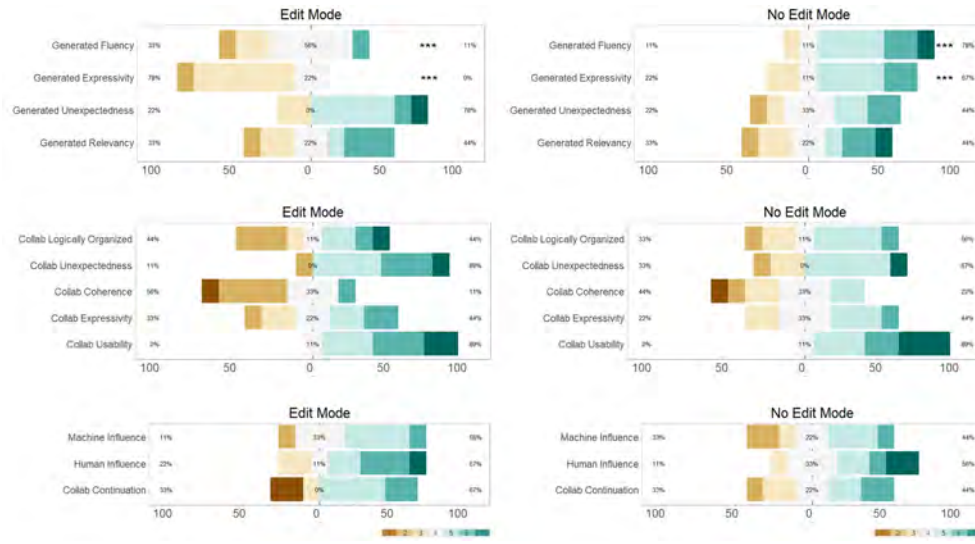 Edit Mode
Generated Fluency 33% 56% *** 11%
Generated Expressivity 78% 22% *** 0%
Generated Unexpectedness 22% 0% 78%
Generated Relevancy 33% 22% 44%
100 50 0 50 100
No Edit Mode
Generated Fluency 11% 11% *** 78%
Generated Expressivity 22% 11% *** 67%
Generated Unexpectedness 22% 33% 44%
Generated Relevancy 33% 22% 44%
100 50 0 50 100
Edit Mode
Collab Logically Organized 44% 11% 44%
Collab Unexpectedness 11% 0% 89%
Collab Coherence 56% 33% 11%
Collab Expressivity 33% 22% 44%
Collab Usability 11% 89%
100 50 0 50 100
No Edit Mode
Collab Logically Organized 33% 11% 56%
Collab Unexpectedness 33% 0% 67%
Collab Coherence 44% 33% 22%
Collab Expressivity 22% 33% 44%
Collab Usability 11% 89%
100 50 0 50 100
Edit Mode
Machine Influence 11% 33% 56%
Human Influence 22% 11% 67%
Collab Continuation 33% 0% 67%
100 50 0 50 100
No Edit Mode
Machine Influence 33% 22% 44%
Human Influence 11% 33% 56%
Collab Continuation 33% 22% 44%
100 50 0 50 100